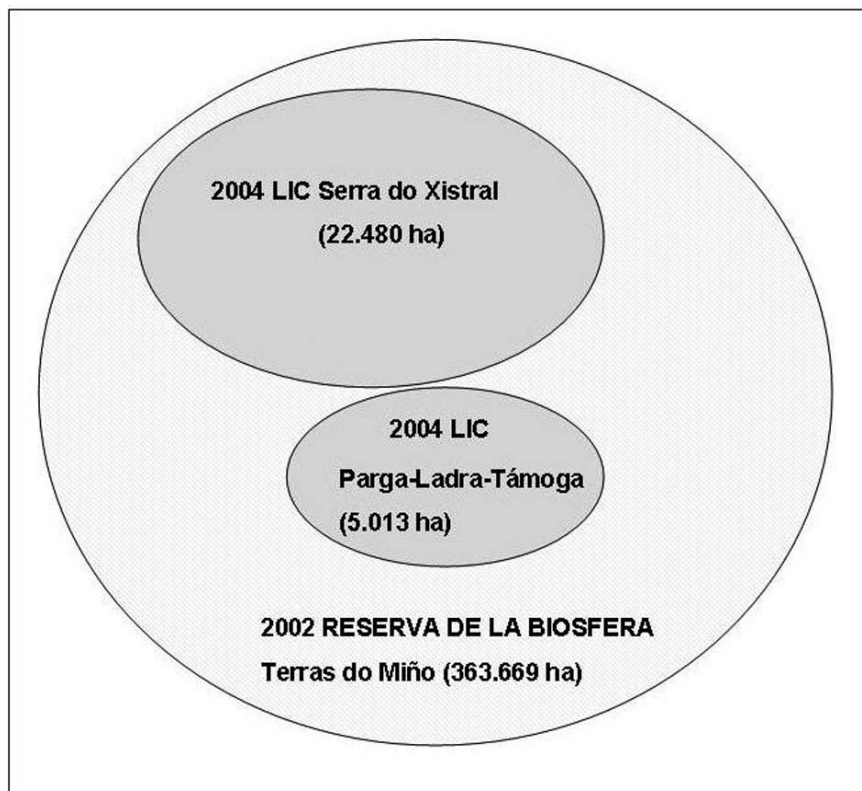 2004 LIC Serra do Xistral
(22.480 ha)
2004 LIC
Parga-Ladra-Támoga
(5.013 ha)
2002 RESERVA DE LA BIOSFERA
Terras do Miño (363.669 ha)